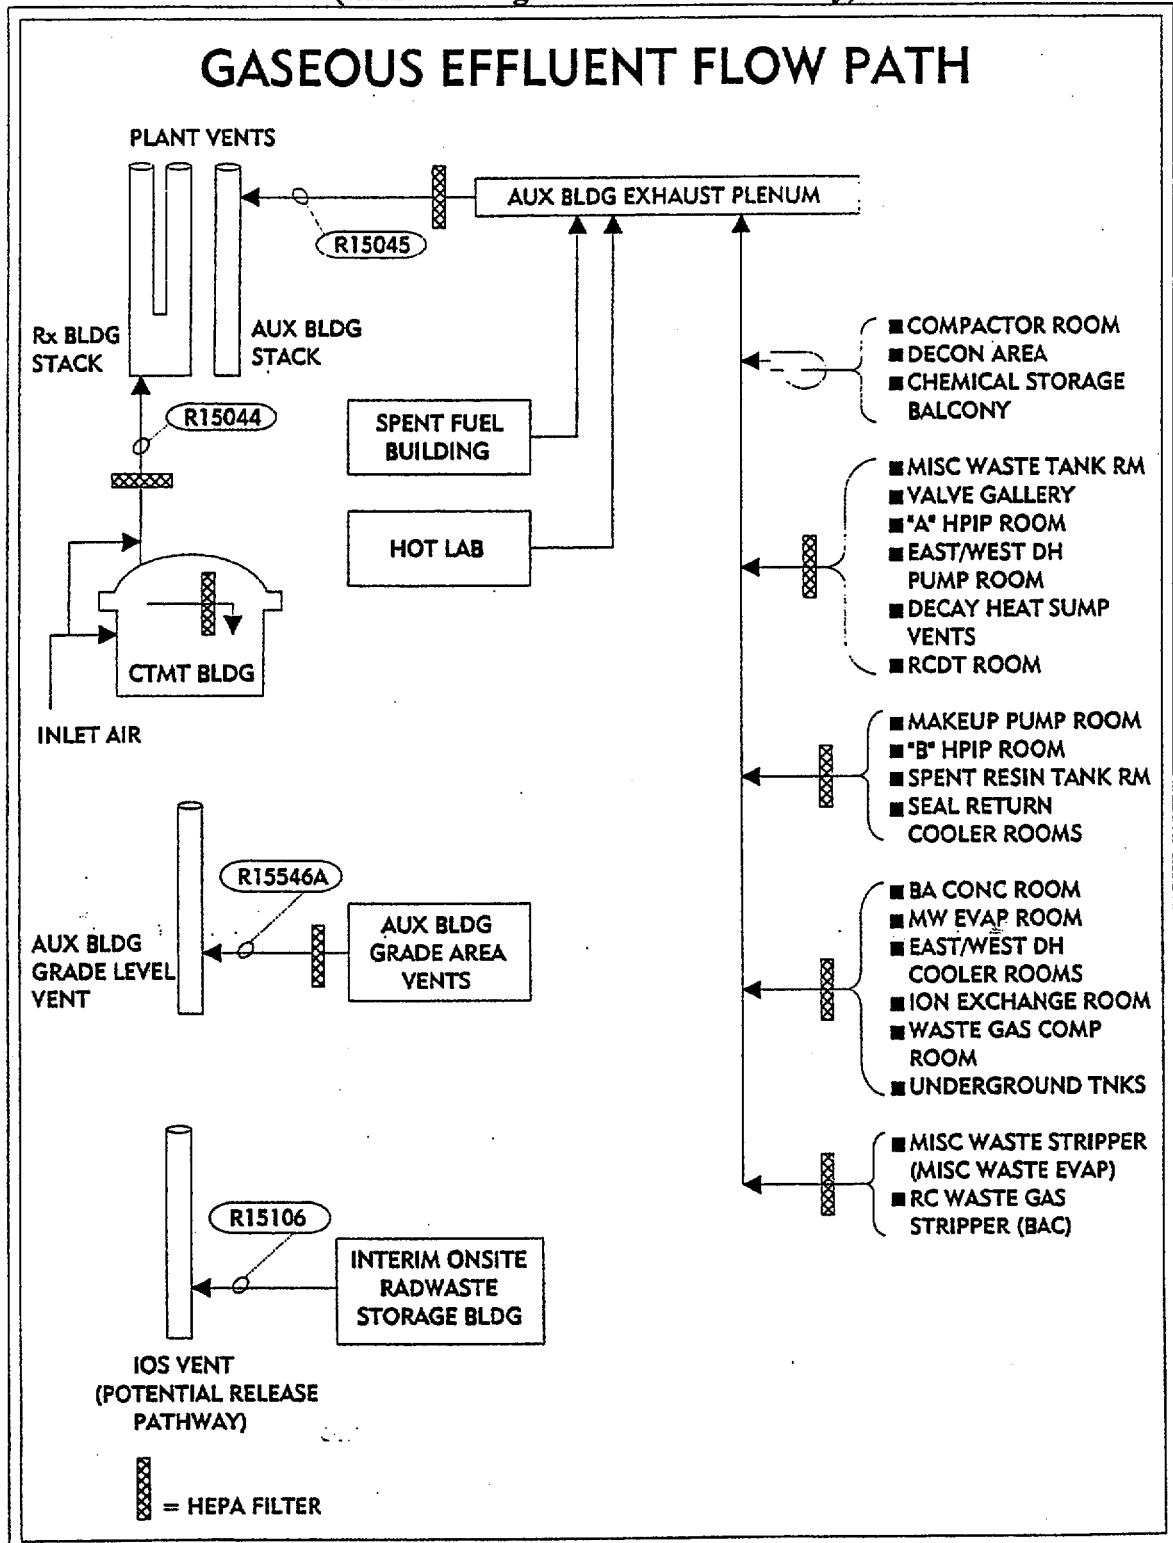 GASEOUS EFFLUENT FLOW PATH
PLANT VENTS
AUX BLDG EXHAUST PLENUM
R15045
Rx BLDG
STACK
AUX BLDG
STACK
R15044
SPENT FUEL
BUILDING
HOT LAB
CTMT BLDG
INLET AIR
■ COMPACTOR ROOM
■ DECON AREA
■ CHEMICAL STORAGE
BALCONY
■ MISC WASTE TANK RM
■ VALVE GALLERY
■ "A" HPIP ROOM
■ EAST/WEST DH
PUMP ROOM
■ DECAY HEAT SUMP
VENTS
■ RCDT ROOM
■ MAKEUP PUMP ROOM
■ "B" HPIP ROOM
■ SPENT RESIN TANK RM
■ SEAL RETURN
COOLER ROOMS
R15546A
AUX BLDG
GRADE LEVEL
VENT
AUX BLDG
GRADE AREA
VENTS
■ BA CONC ROOM
■ MW EVAP ROOM
■ EAST/WEST DH
COOLER ROOMS
■ ION EXCHANGE ROOM
■ WASTE GAS COMP
ROOM
■ UNDERGROUND TNKS
■ MISC WASTE STRIPPER
(MISC WASTE EVAP)
■ RC WASTE GAS
STRIPPER (BAC)
R15106
INTERIM ONSITE
RADWASTE
STORAGE BLDG
IOS VENT
(POTENTIAL RELEASE
PATHWAY)
= HEPA FILTER